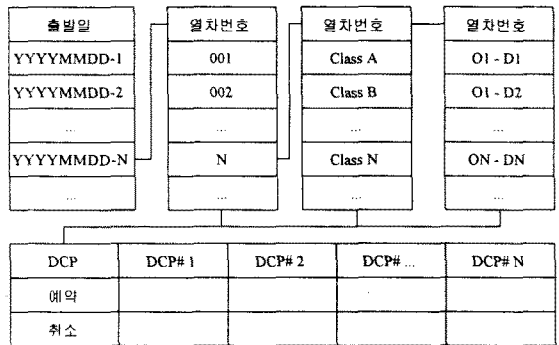 출발일 열차번호 열차번호 열차번호
YYYYMMDD-1 001 Class A O1 - D1
YYYYMMDD-2 002 Class B O1 - D2
... ... ... ...
YYYYMMDD-N N Class N ON - DN
... ... ... ...
DCP DCP# 1 DCP# 2 DCP# ... DCP# N
예약
취소